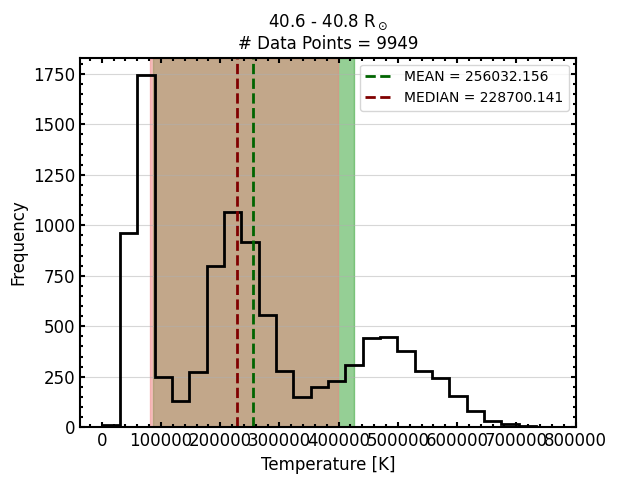 40.6 - 40.8 R⊙
# Data Points = 9949
MEAN = 256032.156
MEDIAN = 228700.141
Frequency
1750
1500
1250
1000
750
500
250
0
0 100000 200000 300000 400000 500000 600000 700000 800000
Temperature [K]